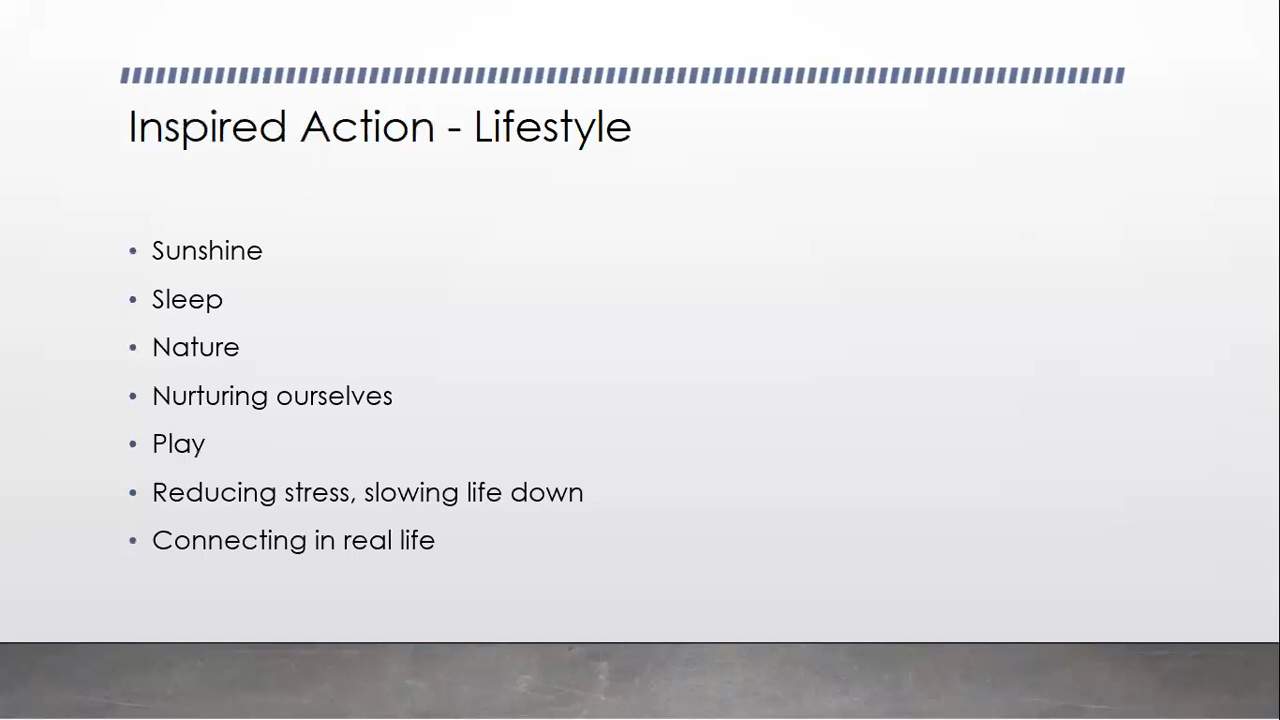 Inspired Action - Lifestyle
• Sunshine
• Sleep
• Nature
• Nurturing ourselves
• Play
• Reducing stress, slowing life down
• Connecting in real life